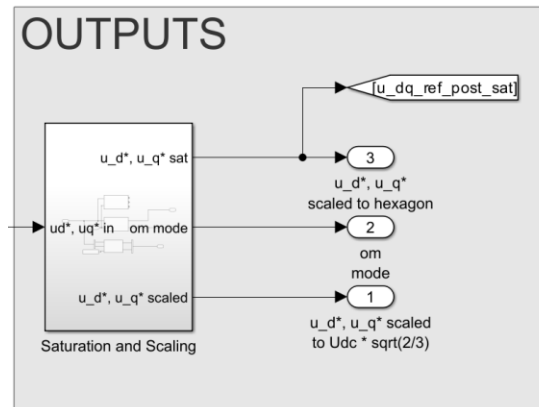 OUTPUTS
[u_dq_ref_post_sat]
u_d*, u_q* sat
3
u_d*, u_q*
scaled to hexagon
ud*, uq* in
om mode
2
om
mode
u_d*, u_q* scaled
1
u_d*, u_q* scaled
to Udc * sqrt(2/3)
Saturation and Scaling